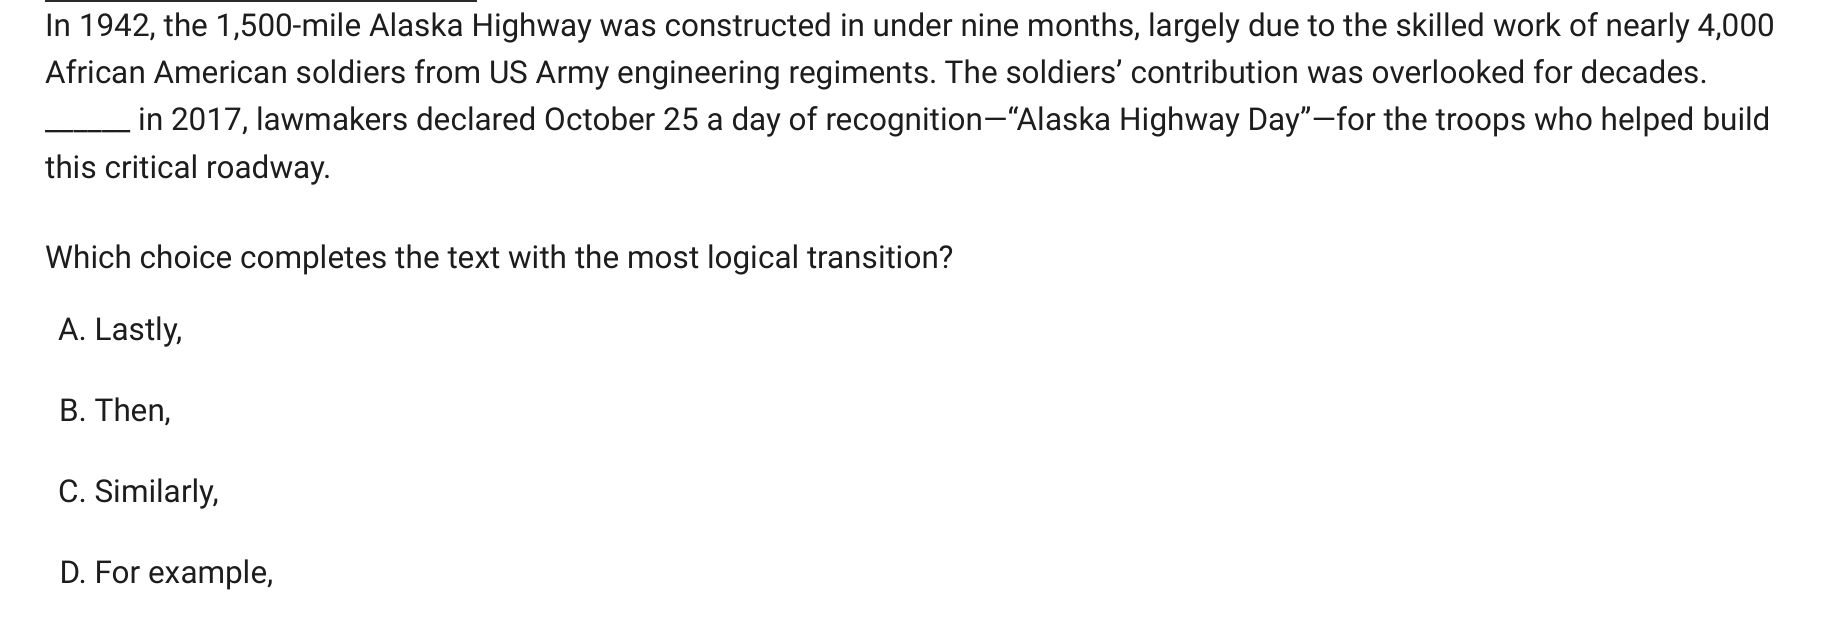 In 1942, the 1,500-mile Alaska Highway was constructed in under nine months, largely due to the skilled work of nearly 4,000
African American soldiers from US Army engineering regiments. The soldiers’ contribution was overlooked for decades.
______ in 2017, lawmakers declared October 25 a day of recognition—“Alaska Highway Day”—for the troops who helped build
this critical roadway.
Which choice completes the text with the most logical transition?
A. Lastly,
B. Then,
C. Similarly,
D. For example,